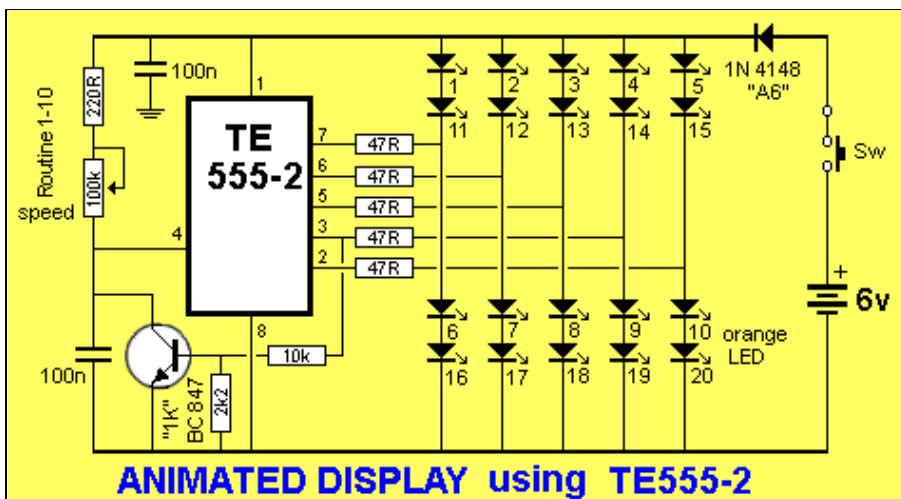 100n
1
220R
Routine 1-10
100k
speed
4
TE
555-2
7
6
5
3
2
8
47R
47R
47R
47R
47R
1
2
3
4
5
11
12
13
14
15
6
7
8
9
10
16
17
18
19
20
orange
LED
1N 4148
"A6"
Sw
+
6v
10k
2k2
100n
"1K"
BC 847
ANIMATED DISPLAY using TE555-2